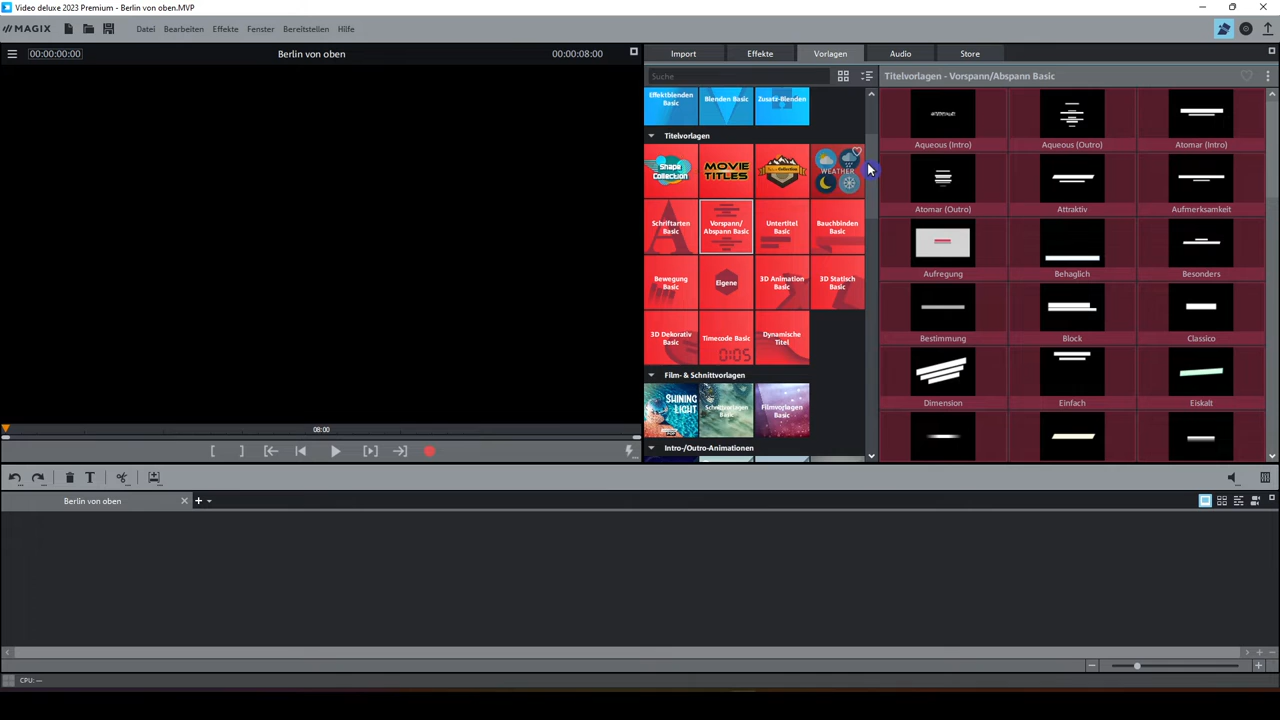 Video deluxe 2023 Premium - Berlin von oben.MVP
MAGIX
Datei Bearbeiten Effekte Fenster Bereitstellen Hilfe
00:00:00:00 Berlin von oben 00:00:08:00
Import Effekte Vorlagen Audio Store
Suche
Titelvorlagen - Vorspann/Abspann Basic
Effektblenden Basic
Blenden Basic
Zusatz-Blenden
Titelvorlagen
Shape Collection
MOVIE TITLES
Collection
WEATHER
Schriftarten Basic
Vorspann/ Abspann Basic
Untertitel Basic
Bauchbinden Basic
Bewegung Basic
Eigene
3D Animation Basic
3D Statisch Basic
3D Dekorativ Basic
Timecode Basic
0:05
Dynamische Titel
Film- & Schnittvorlagen
SHINING LIGHT
Schnittvorlagen Basic
Filmvorlagen Basic
Intro-/Outro-Animationen
Aqueous (Intro) Aqueous (Outro) Atomar (Intro)
Atomar (Outro) Attraktiv Aufmerksamkeit
Aufregung Behaglich Besonders
Bestimmung Block Classico
Dimension Einfach Eiskalt
08:00
Berlin von oben
CPU: —